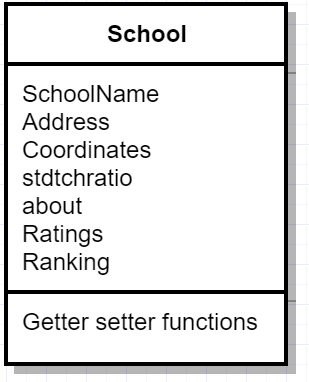 School
SchoolName
Address
Coordinates
stdtchratio
about
Ratings
Ranking
Getter setter functions